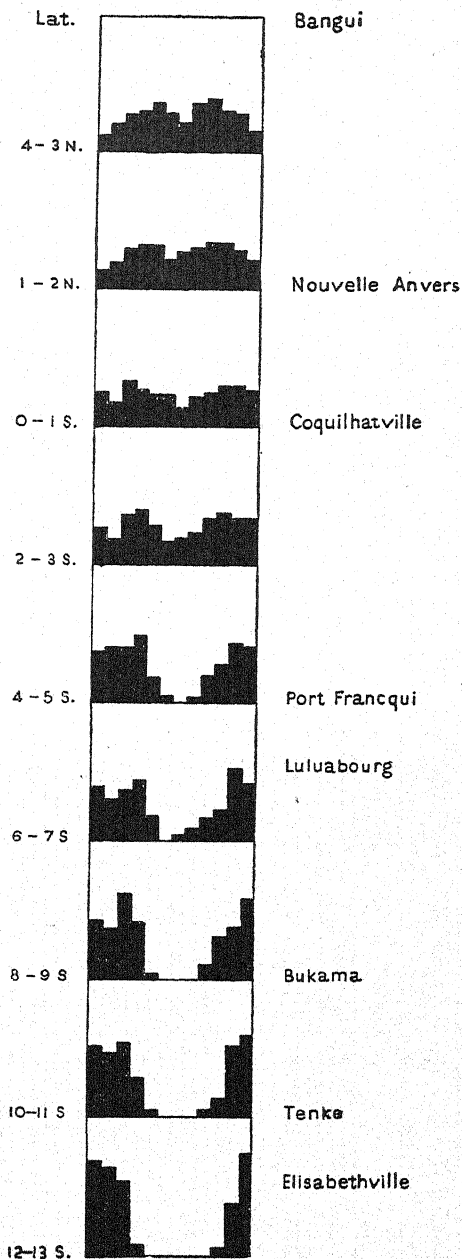 Lat. Bangui
4-3 N.
1-2 N. Nouvelle Anvers
0-1 S. Coquilhatville
2-3 S.
4-5 S. Port Francqui
Luluabourg
6-7 S
8-9 S Bukama
10-11 S Tenke
Elisabethville
12-13 S.